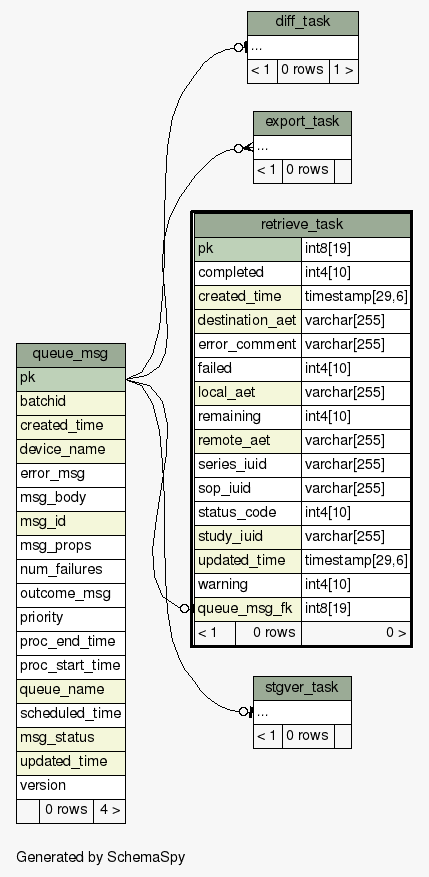 diff_task
...
< 1 0 rows 1 >
export_task
...
< 1 0 rows
retrieve_task
pk int8[19]
completed int4[10]
created_time timestamp[29,6]
destination_aet varchar[255]
error_comment varchar[255]
failed int4[10]
local_aet varchar[255]
remaining int4[10]
remote_aet varchar[255]
series_iuid varchar[255]
sop_iuid varchar[255]
status_code int4[10]
study_iuid varchar[255]
updated_time timestamp[29,6]
warning int4[10]
queue_msg_fk int8[19]
< 1 0 rows 0 >
queue_msg
pk
batchid
created_time
device_name
error_msg
msg_body
msg_id
msg_props
num_failures
outcome_msg
priority
proc_end_time
proc_start_time
queue_name
scheduled_time
msg_status
updated_time
version
0 rows 4 >
stgver_task
...
< 1 0 rows
Generated by SchemaSpy